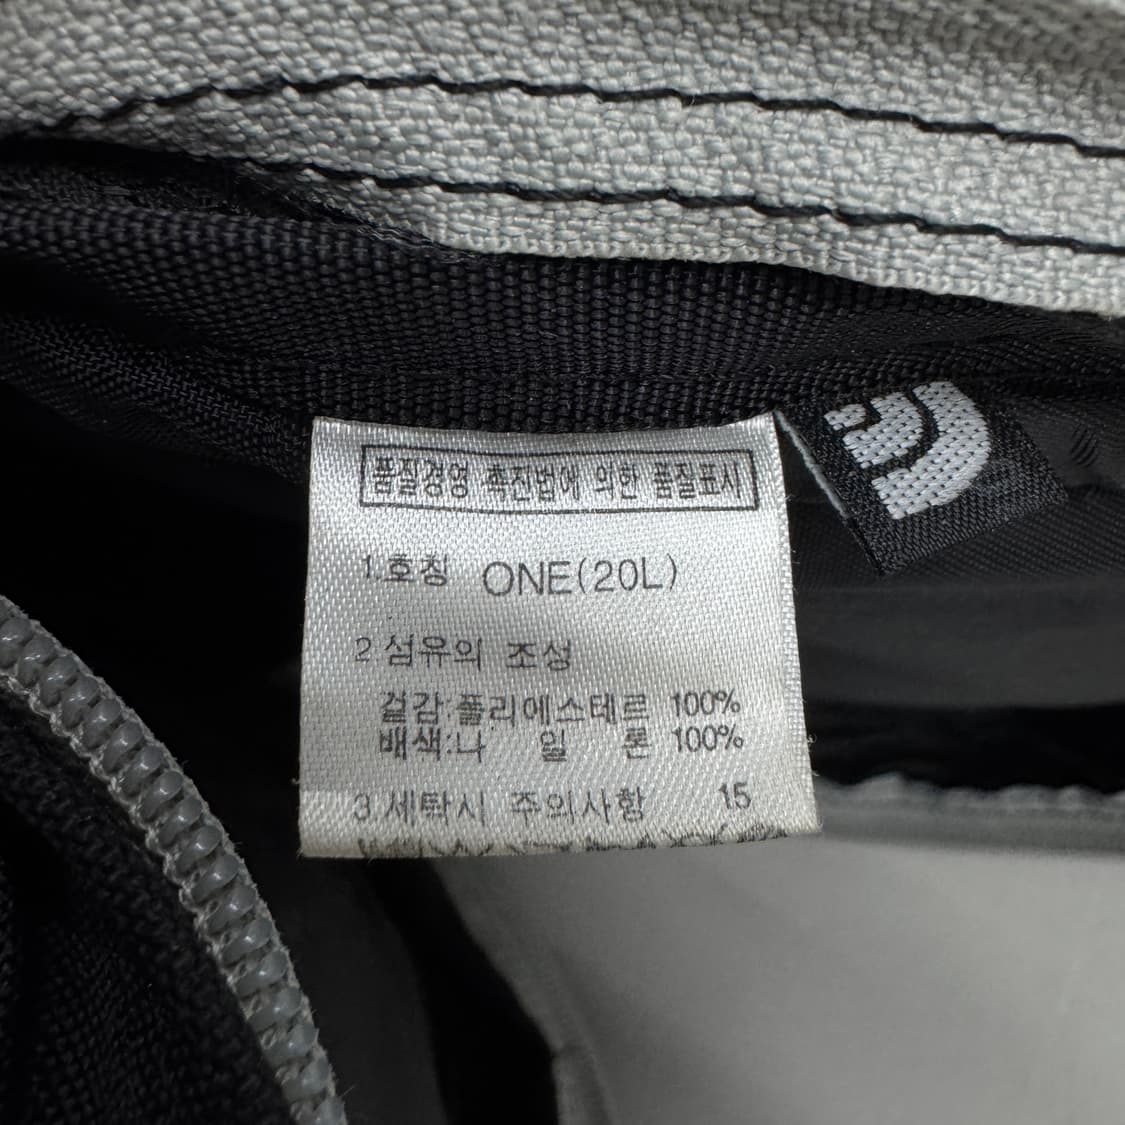 품질경영 촉진법에 의한 품질표시
1.호칭 ONE(20L)
2 섬유의 조성
겉감:폴리에스테르 100%
배색:나 일 론 100%
3.세탁시 주의사항 15